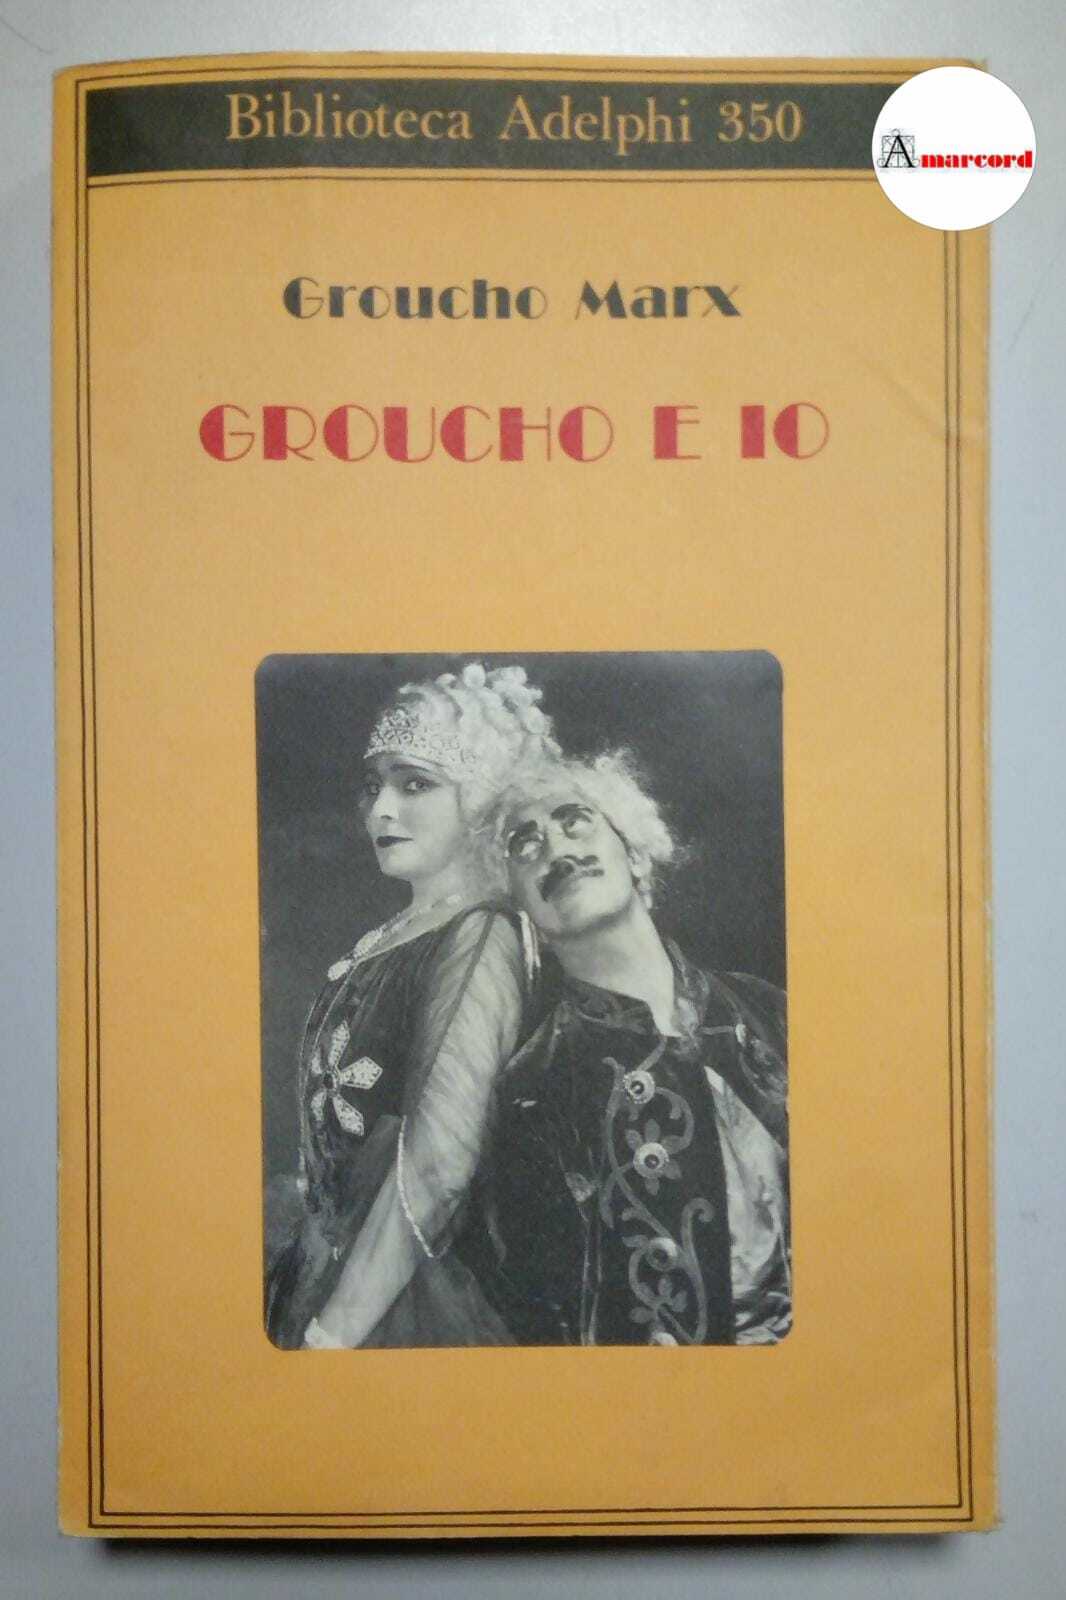 Biblioteca Adelphi 350
Amarcord
Groucho Marx
GROUCHO E IO